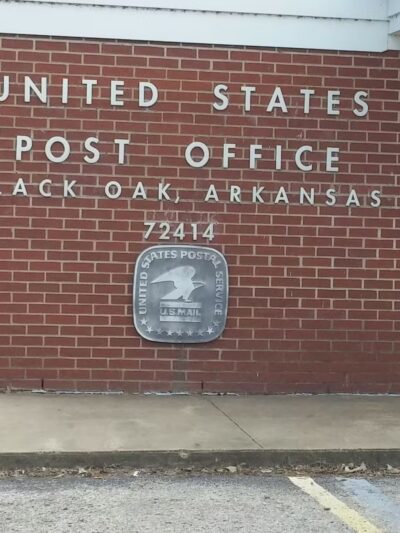 UNITED STATES
POST OFFICE
LACK OAK, ARKANSAS
72414
UNITED STATES POSTAL SERVICE
U.S.MAIL